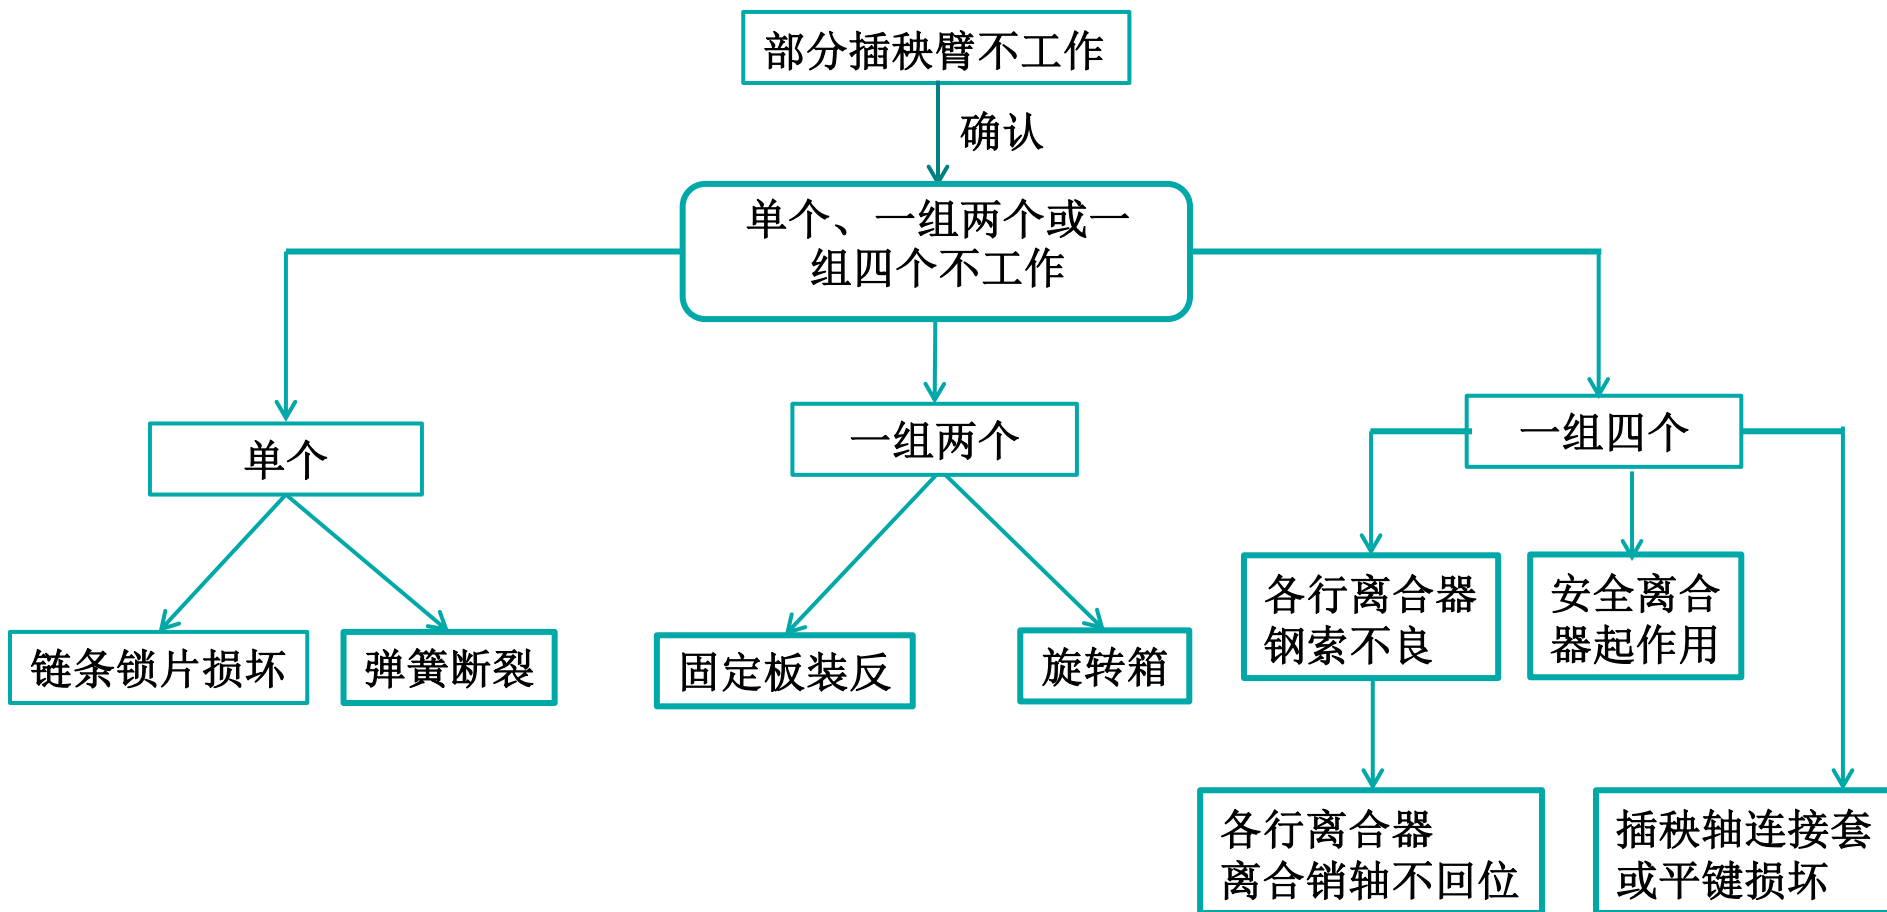 部分插秧臂不工作
确认
单个、一组两个或一
组四个不工作
单个
一组两个
一组四个
链条锁片损坏
弹簧断裂
固定板装反
旋转箱
各行离合器
钢索不良
安全离合
器起作用
各行离合器
离合销轴不回位
插秧轴连接套
或平键损坏